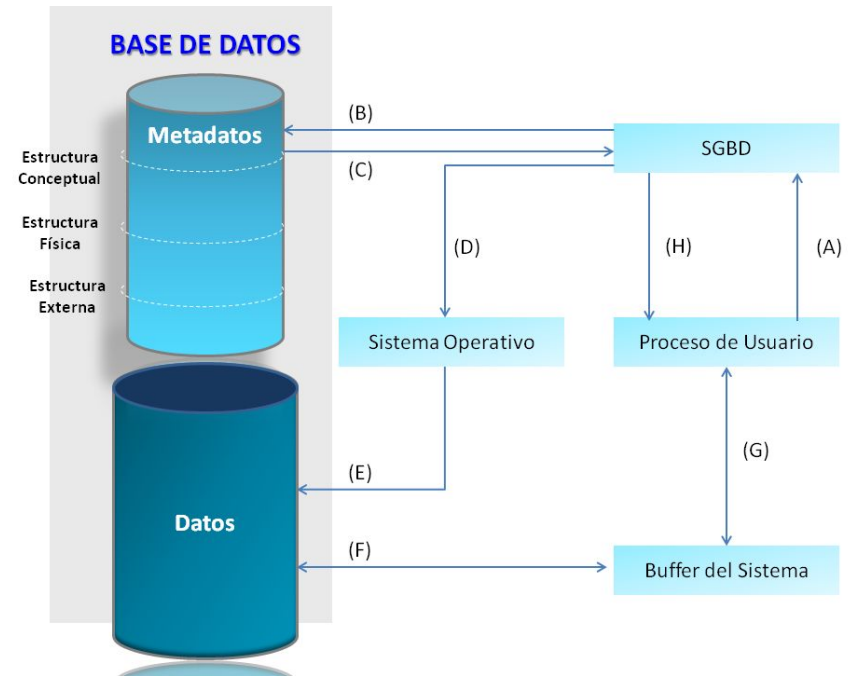 BASE DE DATOS
Metadatos
Estructura
Conceptual
Estructura
Física
Estructura
Externa
(B)
(C)
SGBD
(D)
(H)
(A)
Sistema Operativo
Proceso de Usuario
(E)
(G)
Datos
(F)
Buffer del Sistema